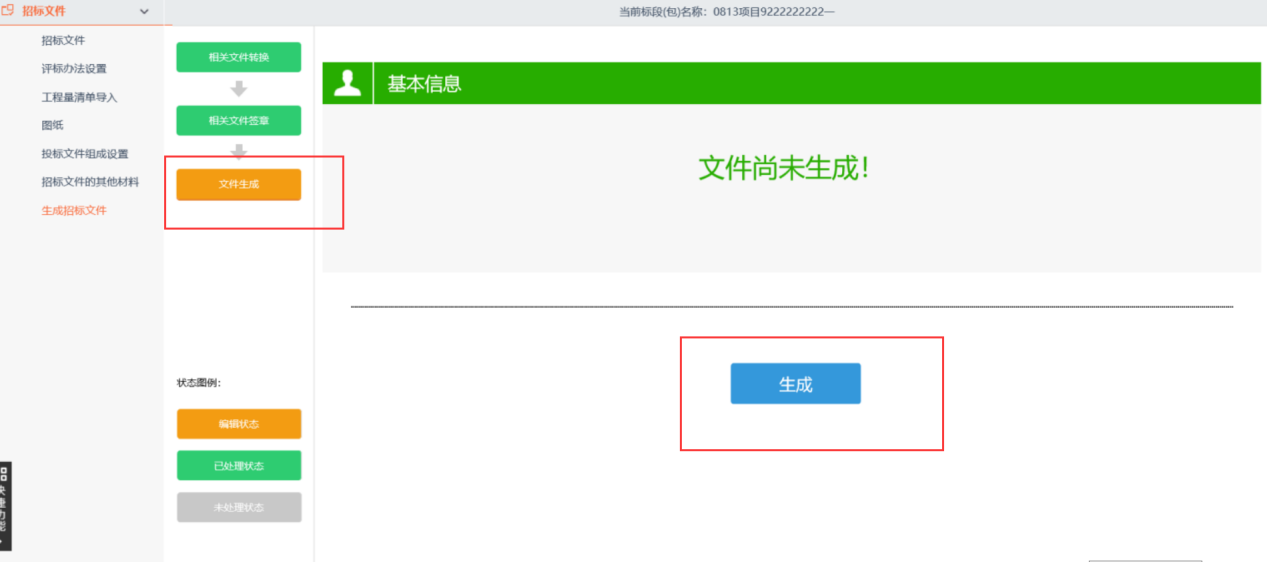 招标文件
当前标段(包)名称：0813项目9222222222一
招标文件
评标办法设置
工程量清单导入
图纸
投标文件组成设置
招标文件的其他材料
生成招标文件
相关文件转换
相关文件签章
文件生成
基本信息
文件尚未生成！
生成
状态图例：
编辑状态
已处理状态
未处理状态